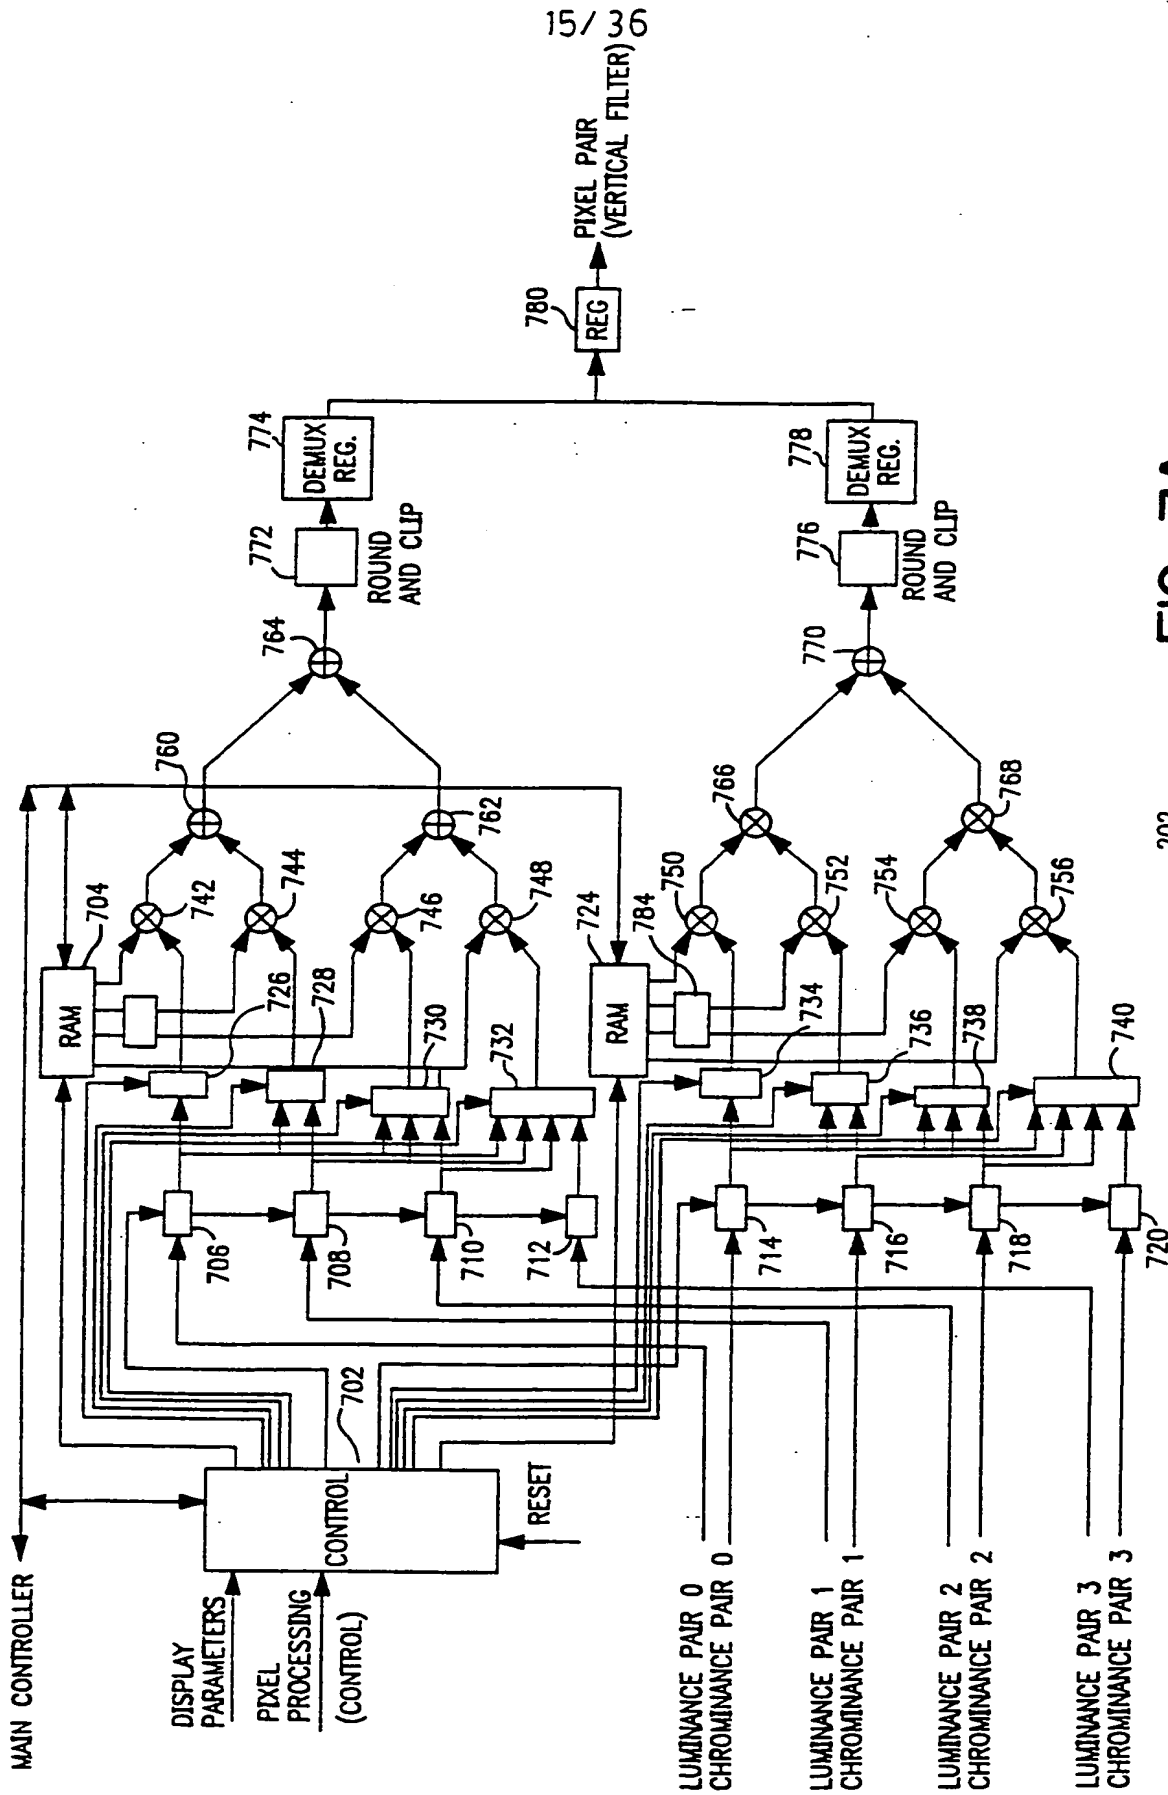 15/36
MAIN CONTROLLER
DISPLAY
PARAMETERS
PIXEL
PROCESSING
(CONTROL)
CONTROL
702
RESET
LUMINANCE PAIR 0
CHROMINANCE PAIR 0
LUMINANCE PAIR 1
CHROMINANCE PAIR 1
LUMINANCE PAIR 2
CHROMINANCE PAIR 2
LUMINANCE PAIR 3
CHROMINANCE PAIR 3
706
708
710
712
714
716
718
720
RAM
704
726
728
730
732
RAM
724
784
734
736
738
740
742
744
746
748
750
752
754
756
760
762
766
768
764
770
772
ROUND
AND CLIP
776
ROUND
AND CLIP
774
DEMUX
REG.
778
DEMUX
REG.
780
REG
PIXEL PAIR
(VERTICAL FILTER)